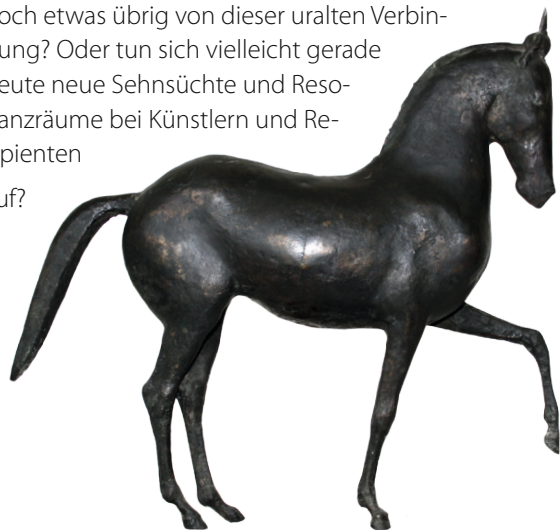 och etwas übrig von dieser uralten Verbin-
ung? Oder tun sich vielleicht gerade
eute neue Sehnsüchte und Reso-
anzräume bei Künstlern und Re-
ipienten
uf?